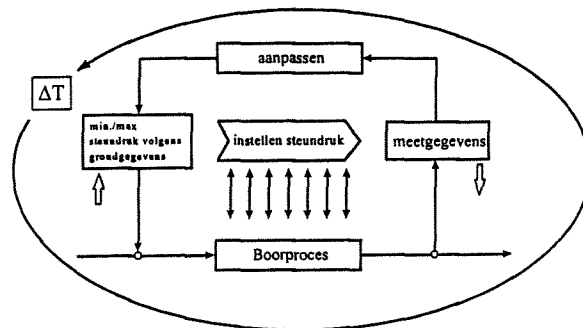 aanpassen
ΔT
min./max
steundruk volgens
grondgegevens
instellen steundruk
meetgegevens
Boorproces